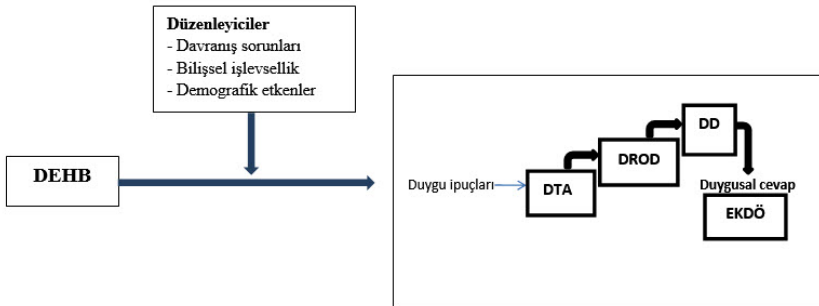 Düzenleyiciler
- Davranış sorunları
- Bilişsel işlevsellik
- Demografik etkenler
DEHB
Duygu ipuçları
DTA
DROD
DD
Duygusal cevap
EKDÖ